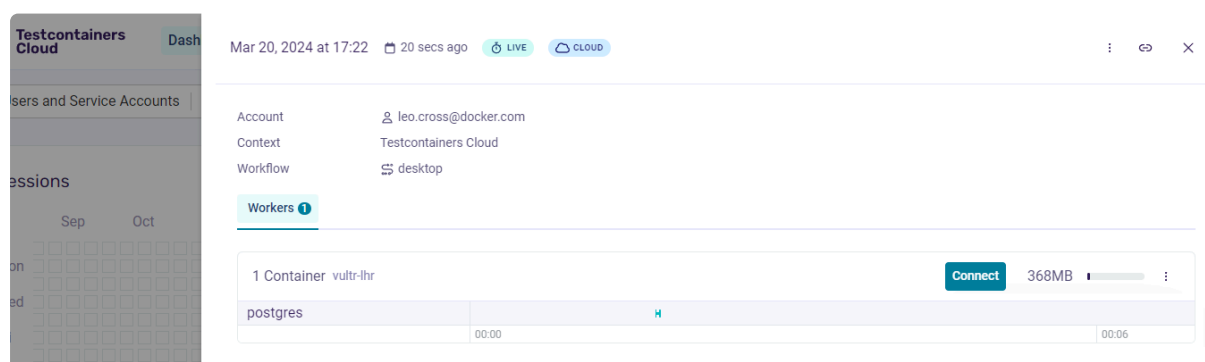 Testcontainers
Cloud
Dash
Mar 20, 2024 at 17:22 20 secs ago LIVE CLOUD
sers and Service Accounts
Account leo.cross@docker.com
Context Testcontainers Cloud
Workflow desktop
essions
Workers 1
Sep Oct
on
ed
1 Container vultr-lhr Connect 368MB
postgres
00:00 00:06